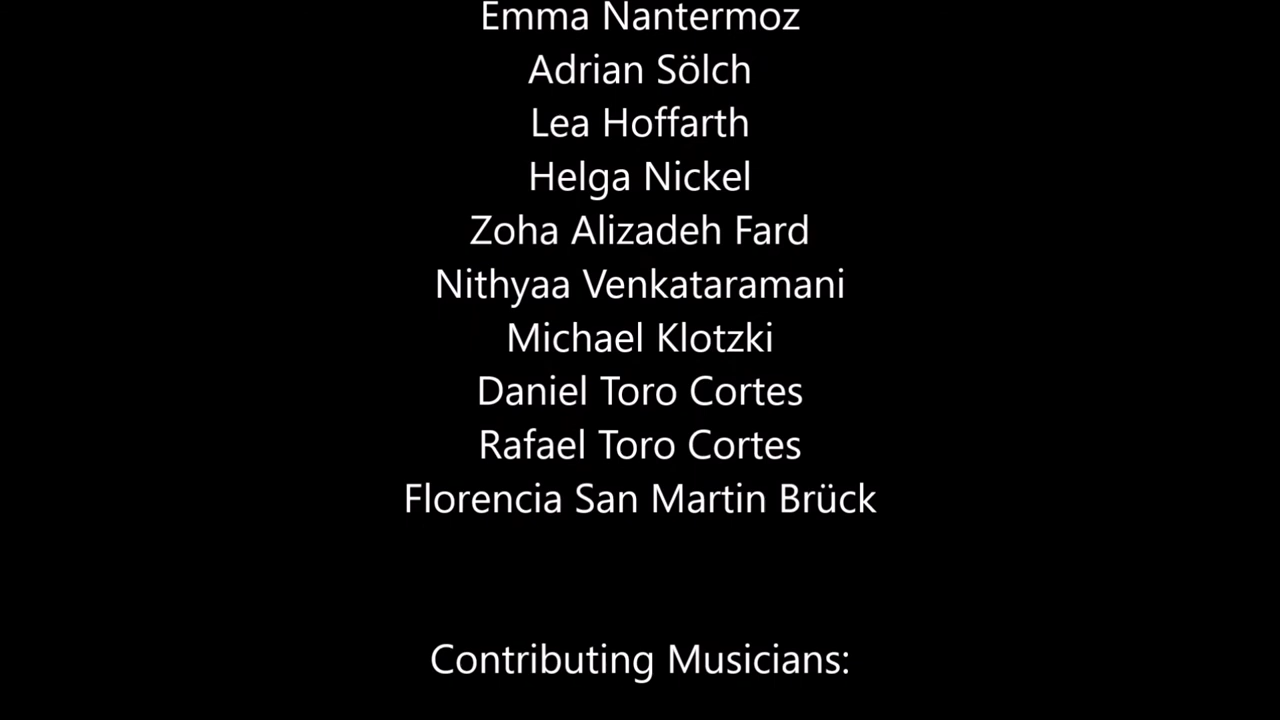 Emma Nantermoz
Adrian Sölch
Lea Hoffarth
Helga Nickel
Zoha Alizadeh Fard
Nithyaa Venkataramani
Michael Klotzki
Daniel Toro Cortes
Rafael Toro Cortes
Florencia San Martin Brück
Contributing Musicians: